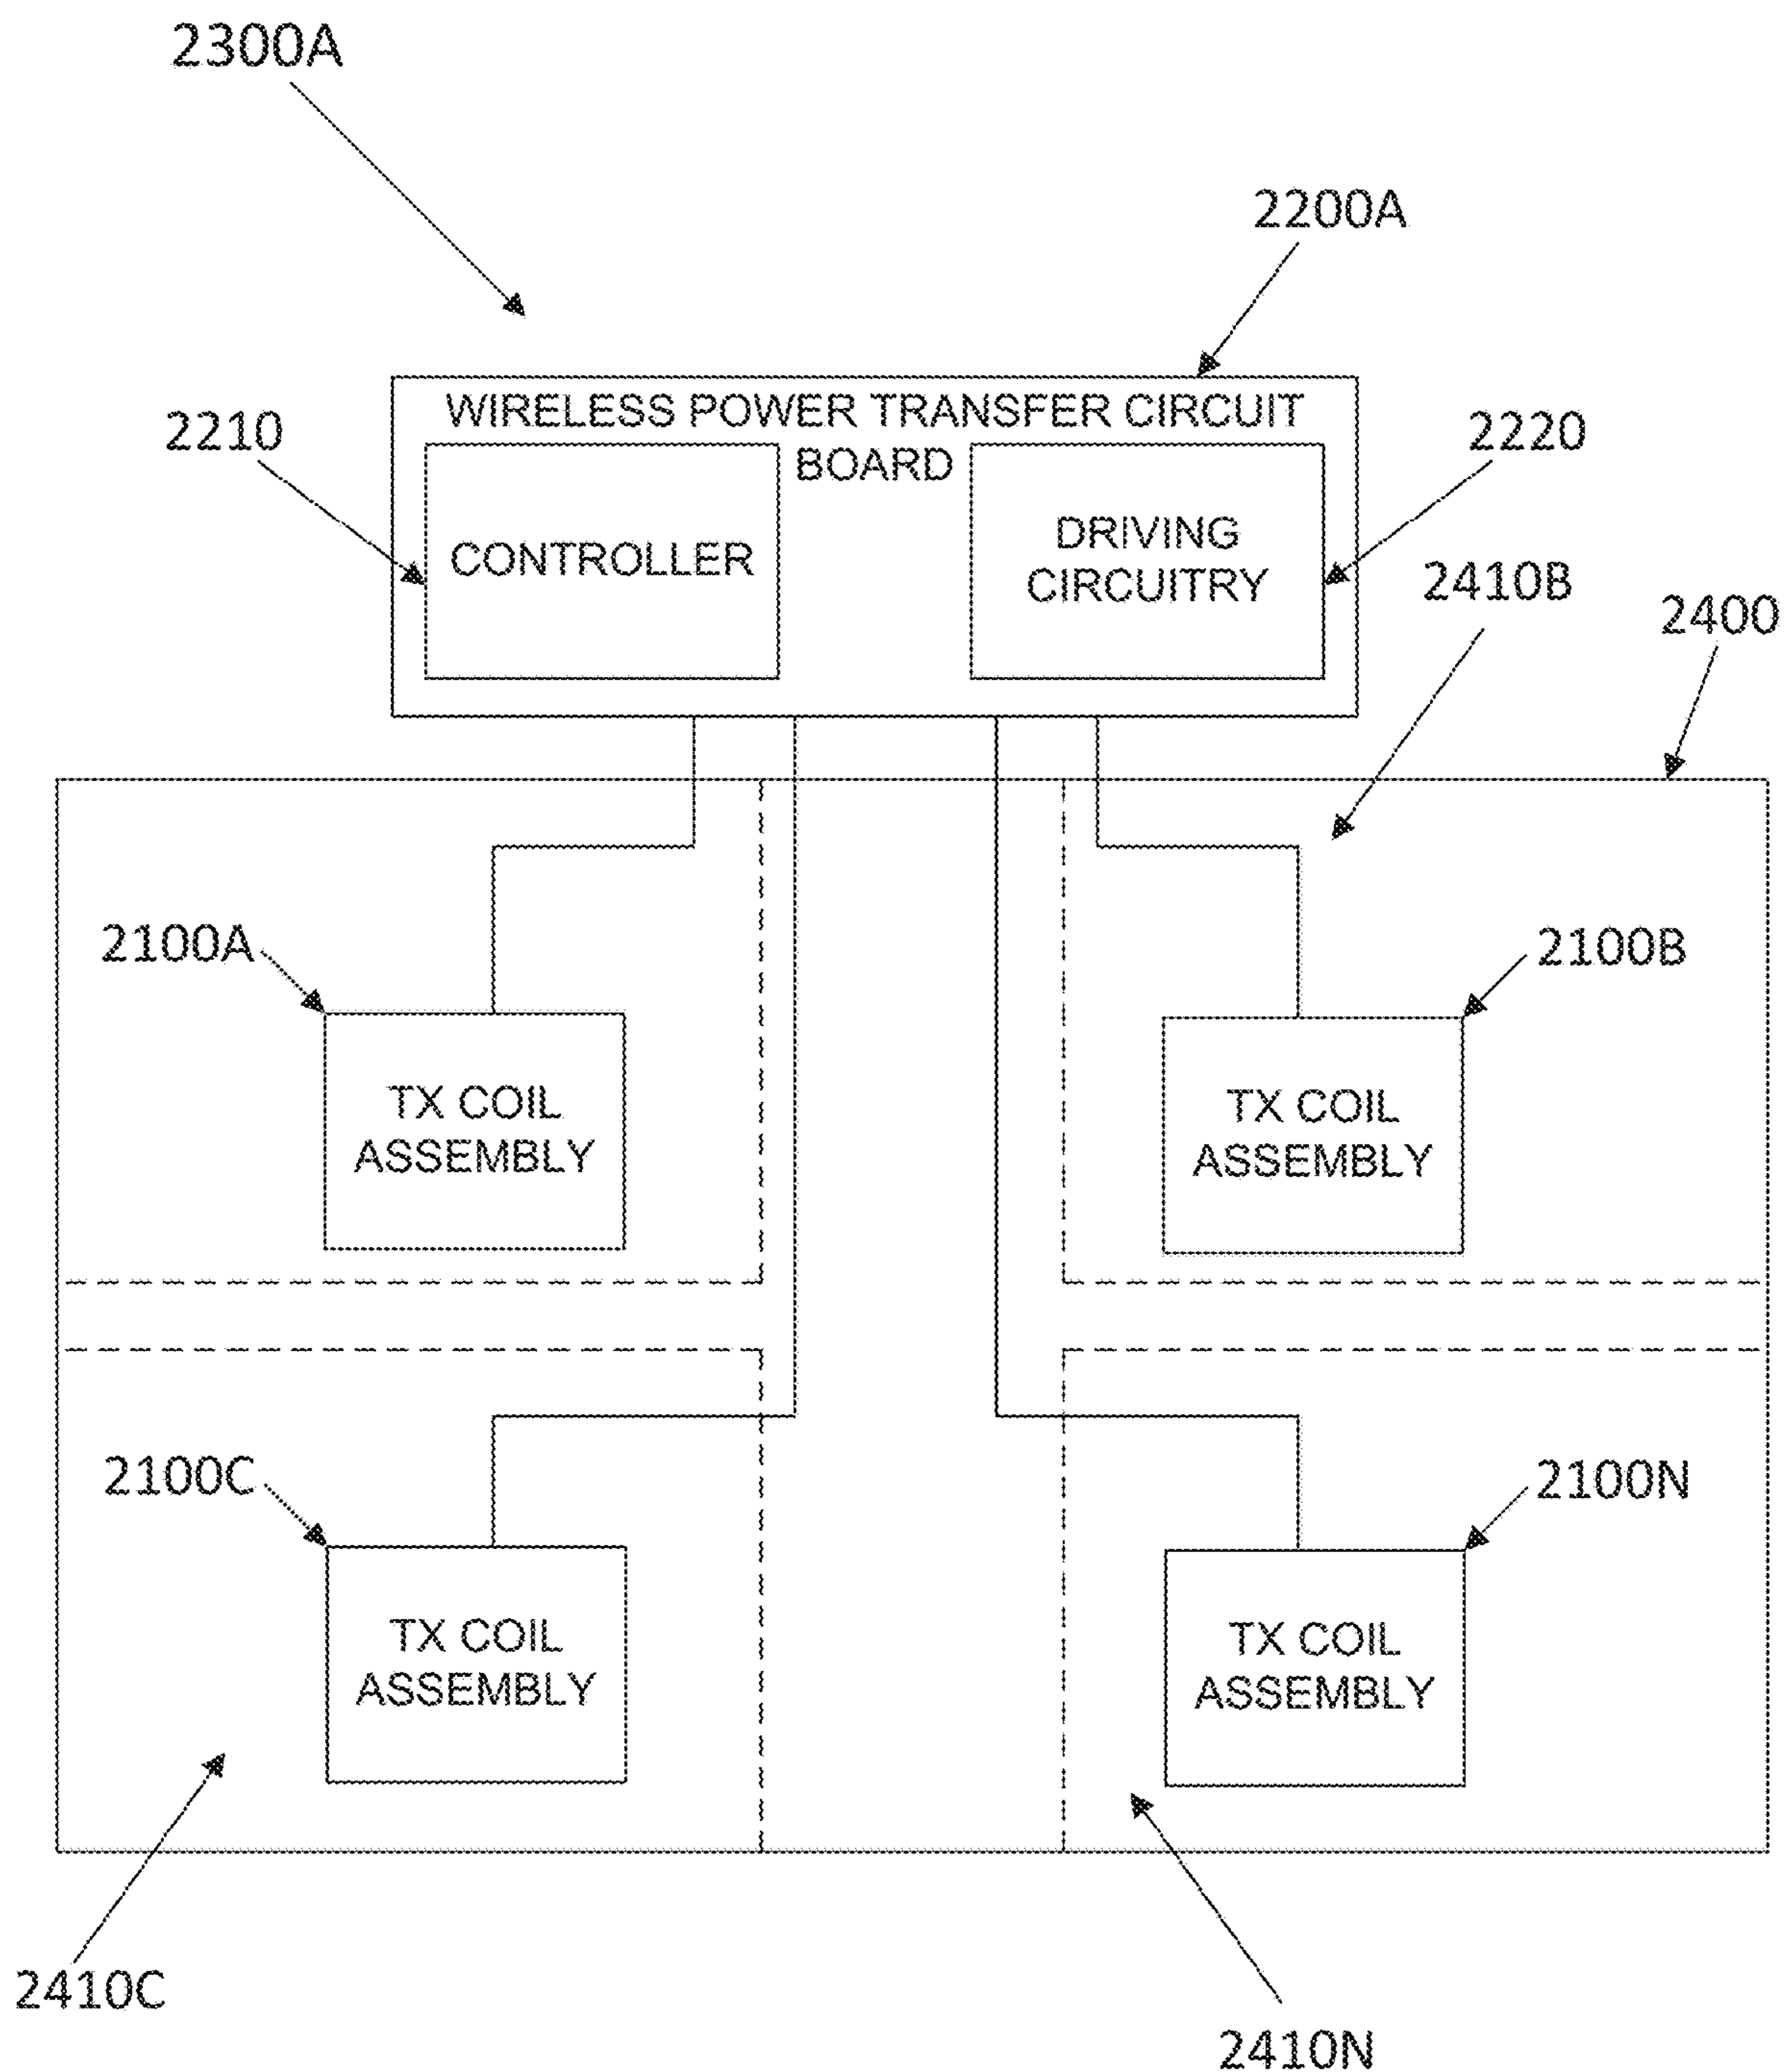 2300A
2200A
WIRELESS POWER TRANSFER CIRCUIT
BOARD
2210
2220
CONTROLLER
DRIVING
CIRCUITRY
2410B
2400
2100A
2100B
TX COIL
ASSEMBLY
TX COIL
ASSEMBLY
2100C
2100N
TX COIL
ASSEMBLY
TX COIL
ASSEMBLY
2410C
2410N